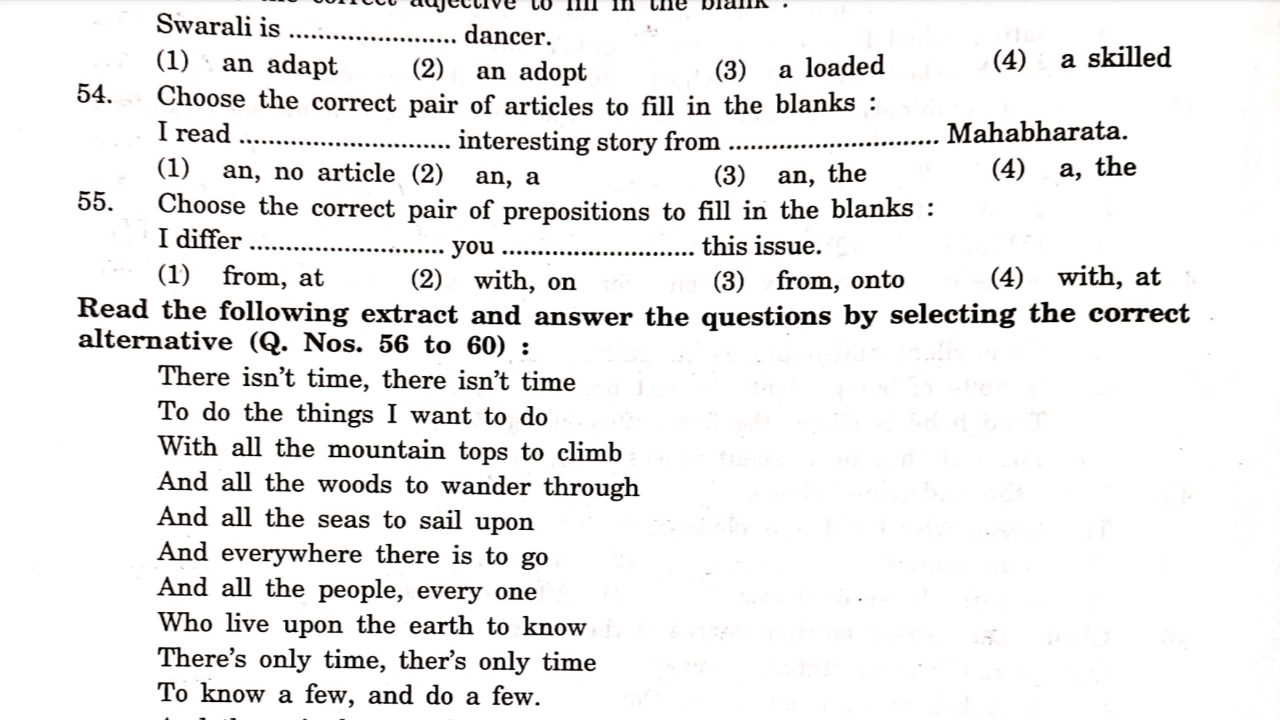 correct adjective to fill in the blank :
Swarali is ......................... dancer.
(1) an adapt (2) an adopt (3) a loaded (4) a skilled
54. Choose the correct pair of articles to fill in the blanks :
I read ................................ interesting story from ................................ Mahabharata.
(1) an, no article (2) an, a (3) an, the (4) a, the
55. Choose the correct pair of prepositions to fill in the blanks :
I differ ............................. you ............................. this issue.
(1) from, at (2) with, on (3) from, onto (4) with, at
Read the following extract and answer the questions by selecting the correct
alternative (Q. Nos. 56 to 60) :
There isn't time, there isn't time
To do the things I want to do
With all the mountain tops to climb
And all the woods to wander through
And all the seas to sail upon
And everywhere there is to go
And all the people, every one
Who live upon the earth to know
There's only time, ther's only time
To know a few, and do a few.